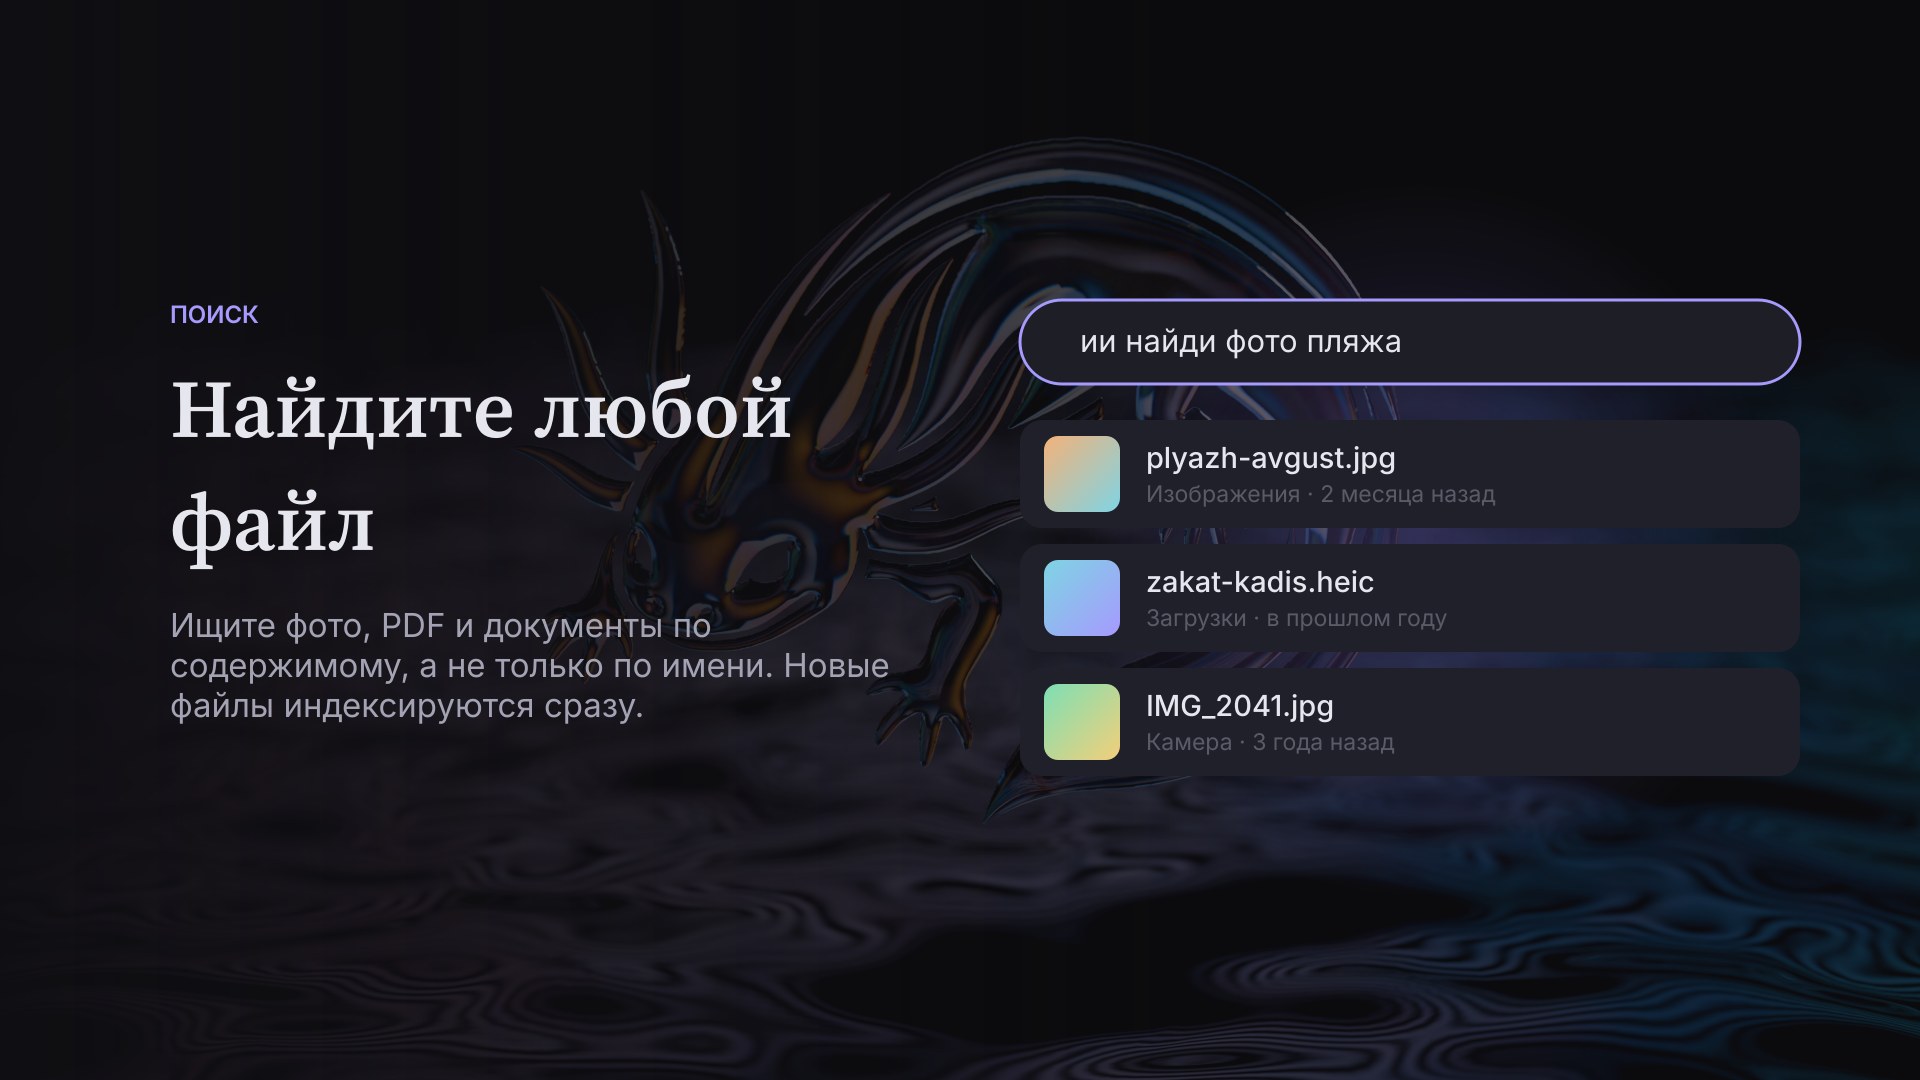 ПОИСК
Найдите любой
файл
Ищите фото, PDF и документы по
содержимому, а не только по имени. Новые
файлы индексируются сразу.
ии найди фото пляжа
plyazh-avgust.jpg
Изображения · 2 месяца назад
zakat-kadis.heic
Загрузки · в прошлом году
IMG_2041.jpg
Камера · 3 года назад